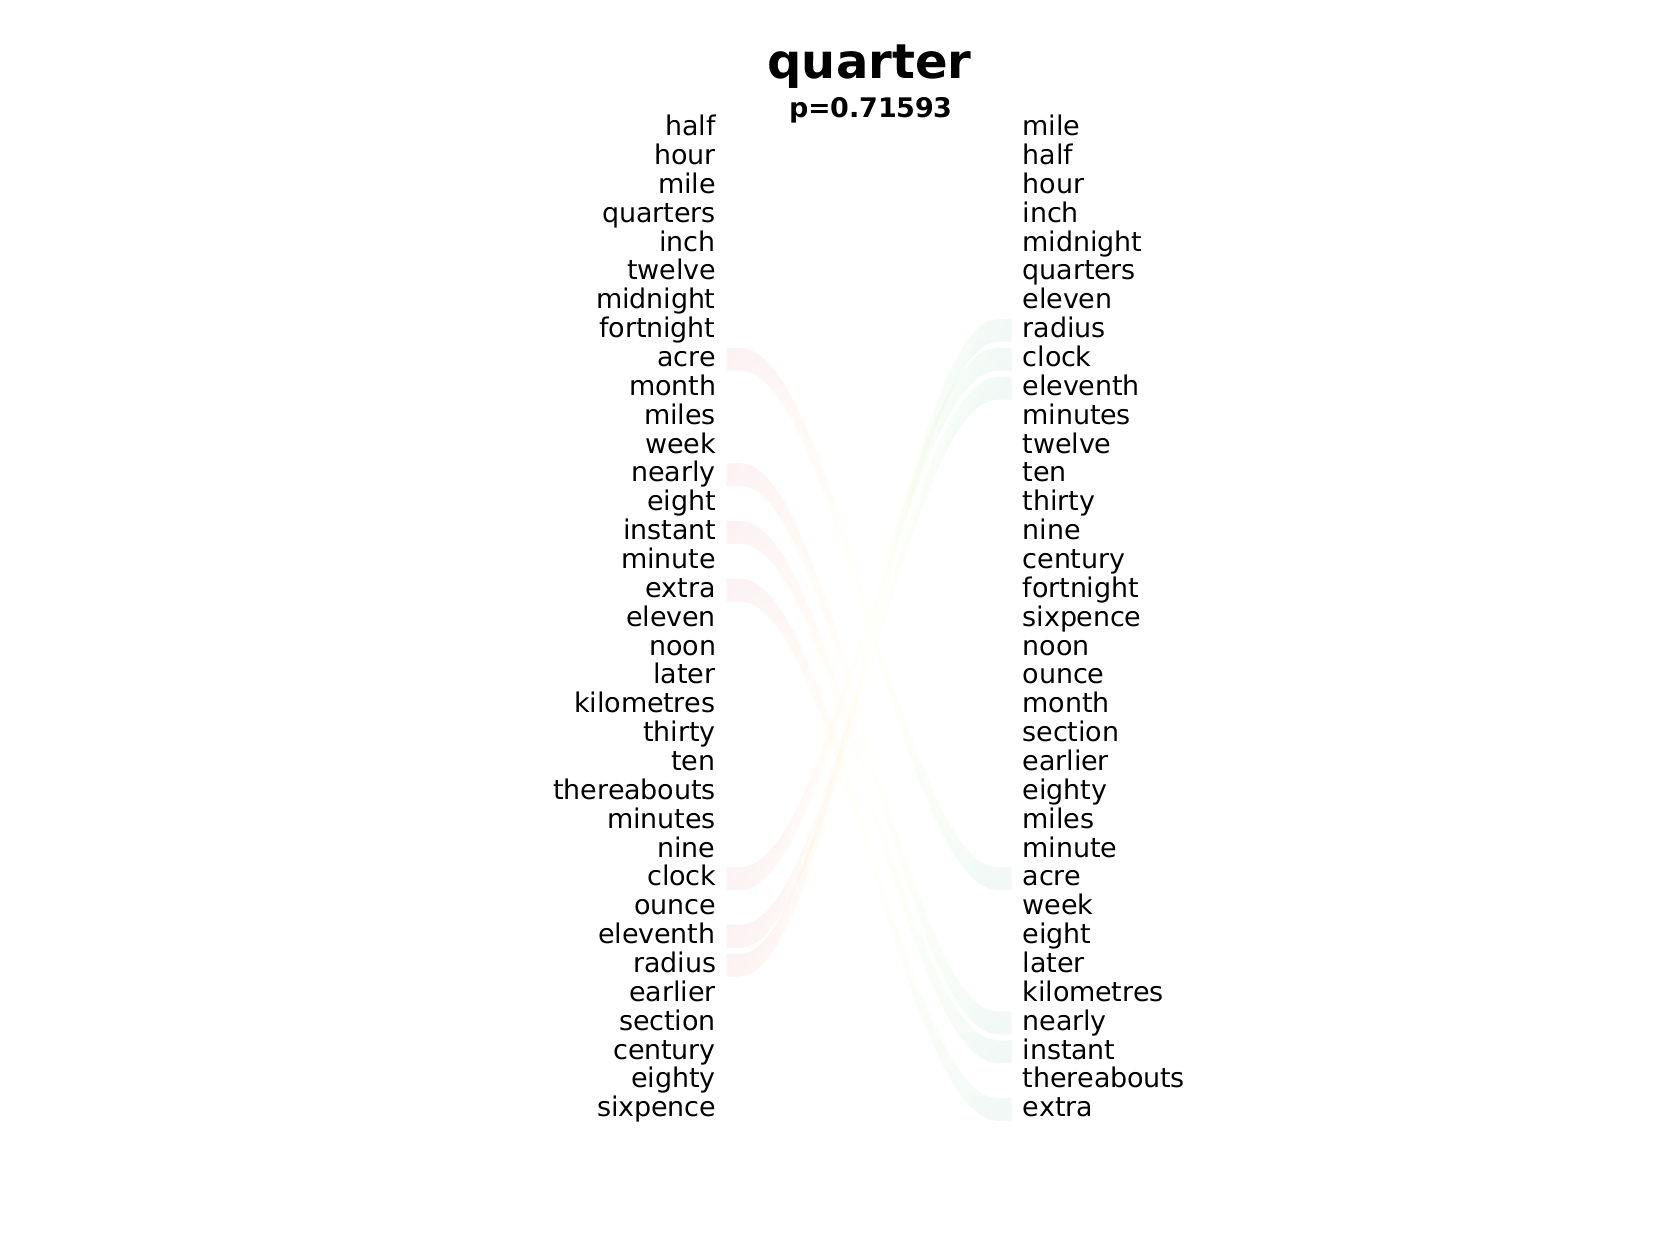 quarter
p=0.71593
half
hour
mile
quarters
inch
twelve
midnight
fortnight
acre
month
miles
week
nearly
eight
instant
minute
extra
eleven
noon
later
kilometres
thirty
ten
thereabouts
minutes
nine
clock
ounce
eleventh
radius
earlier
section
century
eighty
sixpence
mile
half
hour
inch
midnight
quarters
eleven
radius
clock
eleventh
minutes
twelve
ten
thirty
nine
century
fortnight
sixpence
noon
ounce
month
section
earlier
eighty
miles
minute
acre
week
eight
later
kilometres
nearly
instant
thereabouts
extra